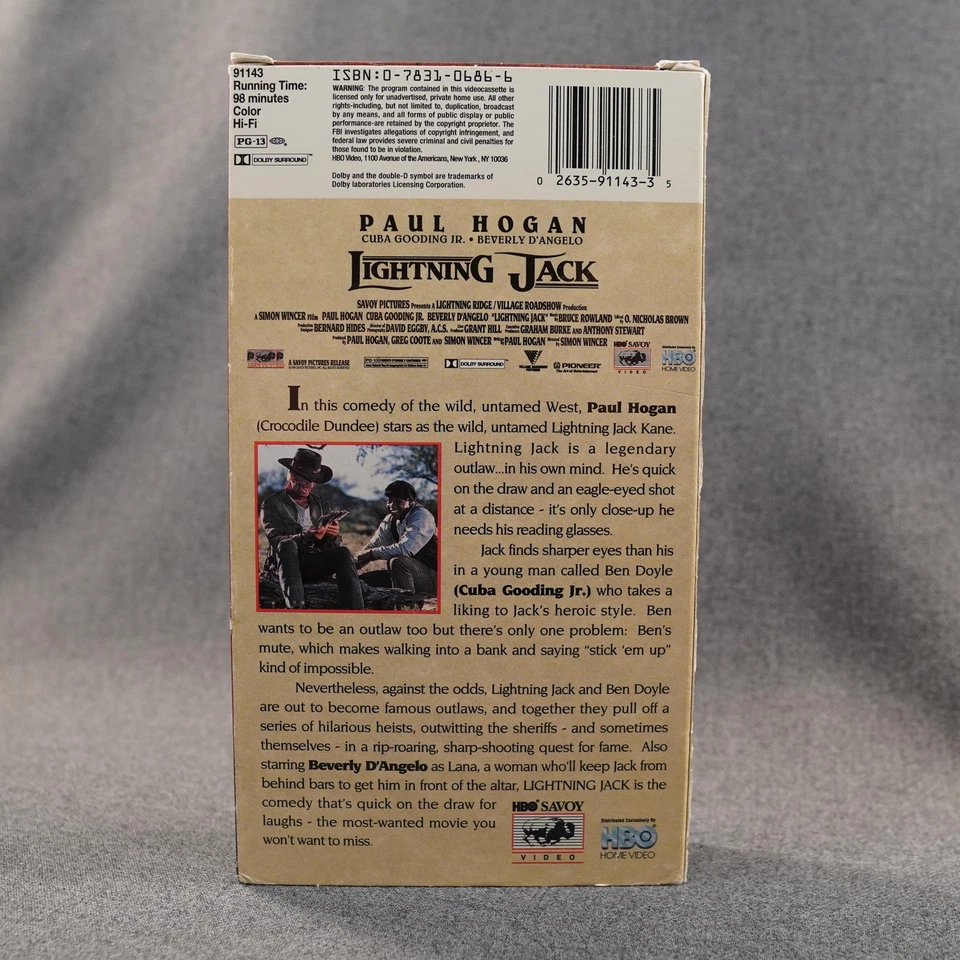 91143
Running Time:
98 minutes
Color
Hi-Fi
PG-13
DOLBY SURROUND
ISBN:0-7831-0686-6
WARNING: The program contained in this videocassette is
licensed only for unadvertised, private home use. All other
rights-including, but not limited to, duplication, broadcast
by any means, and all forms of public display or public
performance-are retained by the copyright proprietor. The
FBI investigates allegations of copyright infringement, and
federal law provides severe criminal and civil penalties for
those found to be in violation.
HBO Video, 1100 Avenue of the Americans, New York, NY 10036
Dolby and the double-D symbol are trademarks of
Dolby laboratories Licensing Corporation.
0 2635-91143-3 5
PAUL HOGAN
CUBA GOODING JR. • BEVERLY D'ANGELO
LIGHTNING JACK
SAVOY PICTURES Presents A LIGHTNING RIDGE/VILLAGE ROADSHOW Production
A SIMON WINCER Film PAUL HOGAN CUBA GOODING JR. BEVERLY D'ANGELO "LIGHTNING JACK" BRUCE ROWLAND O. NICHOLAS BROWN
BERNARD HIDES DAVID EGGBY, A.C.S. GRANT HILL GRAHAM BURKE AND ANTHONY STEWART
PAUL HOGAN, GREG COOTE AND SIMON WINCER PAUL HOGAN SIMON WINCER
A SAVOY PICTURES RELEASE
PG-13
DOLBY SURROUND
PIONEER
The Art of Entertainment
HBO SAVOY
VIDEO
Distributed Exclusively By
HBO
HOME VIDEO
In this comedy of the wild, untamed West, Paul Hogan
(Crocodile Dundee) stars as the wild, untamed Lightning Jack Kane.
Lightning Jack is a legendary
outlaw...in his own mind. He's quick
on the draw and an eagle-eyed shot
at a distance - it's only close-up he
needs his reading glasses.
Jack finds sharper eyes than his
in a young man called Ben Doyle
(Cuba Gooding Jr.) who takes a
liking to Jack's heroic style. Ben
wants to be an outlaw too but there's only one problem: Ben's
mute, which makes walking into a bank and saying "stick 'em up"
kind of impossible.
Nevertheless, against the odds, Lightning Jack and Ben Doyle
are out to become famous outlaws, and together they pull off a
series of hilarious heists, outwitting the sheriffs - and sometimes
themselves - in a rip-roaring, sharp-shooting quest for fame. Also
starring Beverly D'Angelo as Lana, a woman who'll keep Jack from
behind bars to get him in front of the altar, LIGHTNING JACK is the
comedy that's quick on the draw for
laughs - the most-wanted movie you
won't want to miss.
HBO SAVOY
VIDEO
Distributed Exclusively By
HBO
HOME VIDEO